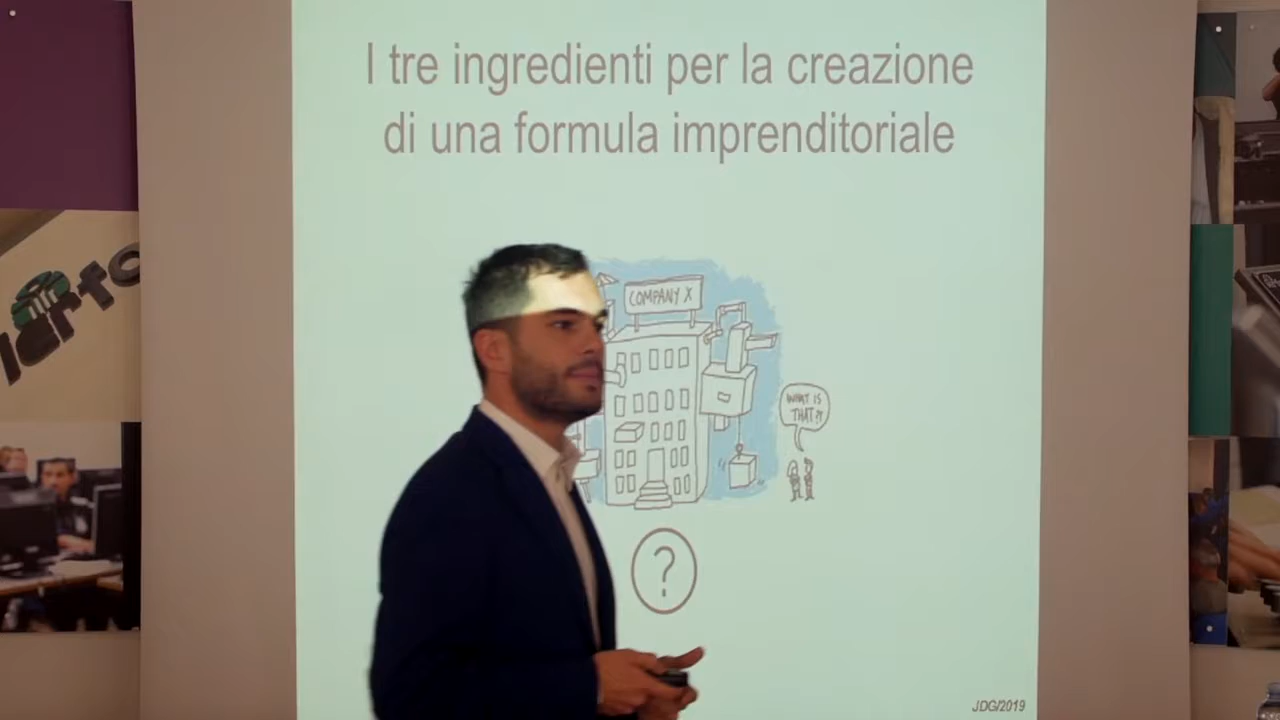 I tre ingredienti per la creazione
di una formula imprenditoriale
COMPANY X
WHAT IS
THAT?!
?
JDG/2019